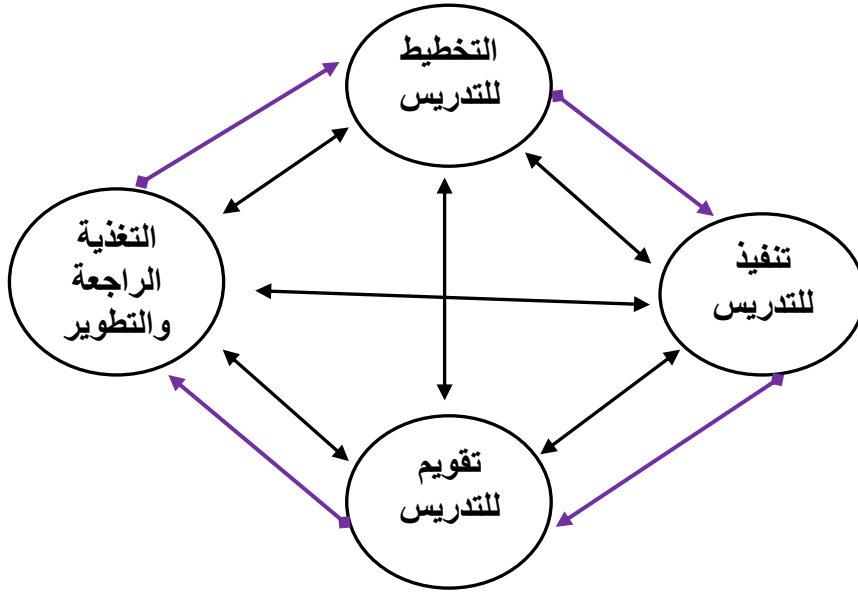 التخطيط
للتدريس
تنفيذ
للتدريس
تقويم
للتدريس
التغذية
الراجعة
والتطوير